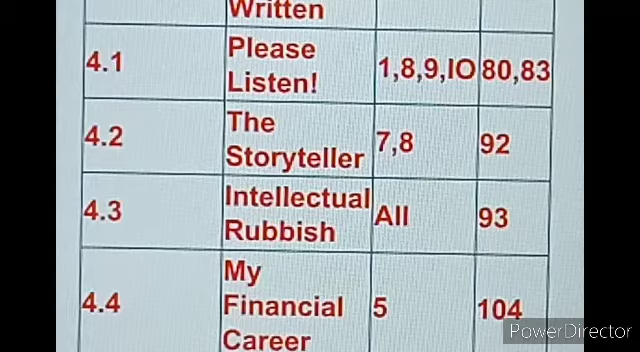 Written
4.1 Please Listen! 1,8,9,IO 80,83
4.2 The Storyteller 7,8 92
4.3 Intellectual Rubbish All 93
4.4 My Financial Career 5 104
PowerDirector